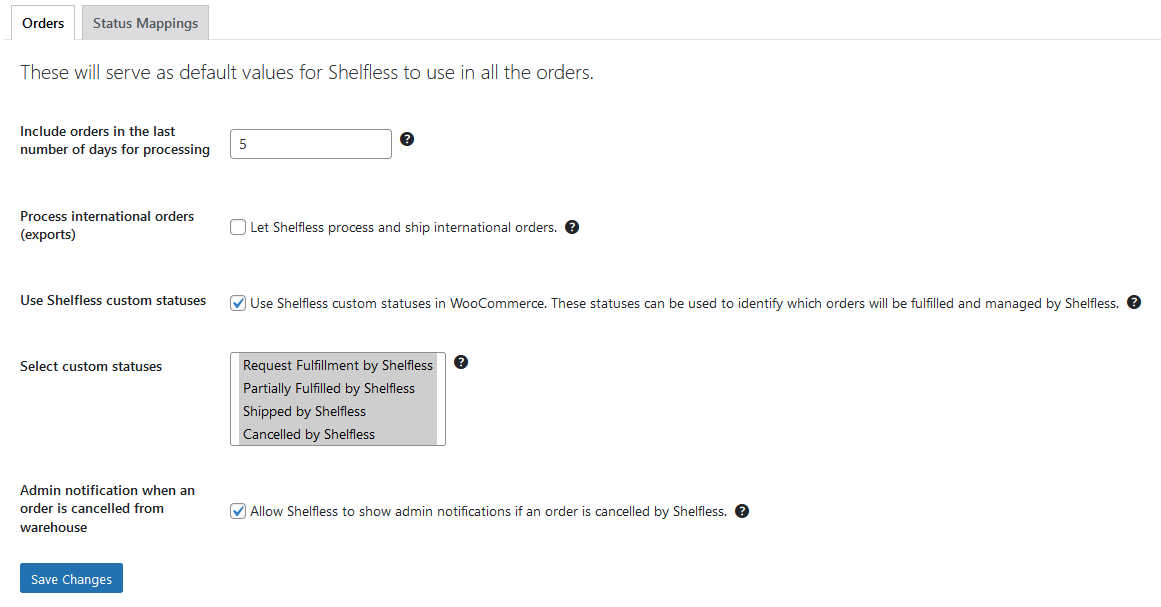 Orders
Status Mappings
These will serve as default values for Shelfless to use in all the orders.
Include orders in the last
number of days for processing
5
?
Process international orders
(exports)
Let Shelfless process and ship international orders.
?
Use Shelfless custom statuses
Use Shelfless custom statuses in WooCommerce. These statuses can be used to identify which orders will be fulfilled and managed by Shelfless.
?
Select custom statuses
Request Fulfillment by Shelfless
Partially Fulfilled by Shelfless
Shipped by Shelfless
Cancelled by Shelfless
?
Admin notification when an
order is cancelled from
warehouse
Allow Shelfless to show admin notifications if an order is cancelled by Shelfless.
?
Save Changes